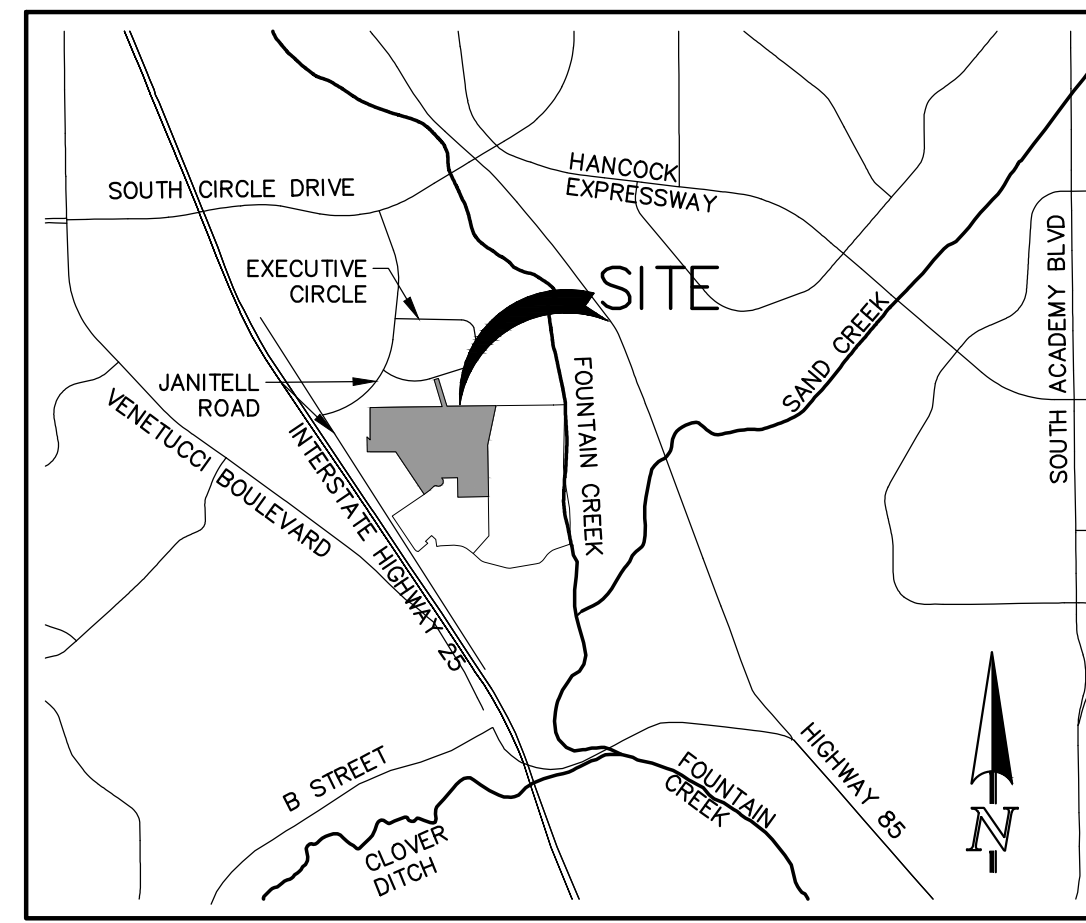 HANCOCK
EXPRESSWAY
SOUTH CIRCLE DRIVE
EXECUTIVE
CIRCLE
SITE
SAND CREEK
SOUTH ACADEMY BLVD
JANITELL
ROAD
VENETUCCI BOULEVARD
INTERSTATE HIGHWAY 25
FOUNTAIN CREEK
B STREET
CLOVER
DITCH
FOUNTAIN
CREEK
HIGHWAY 85
N